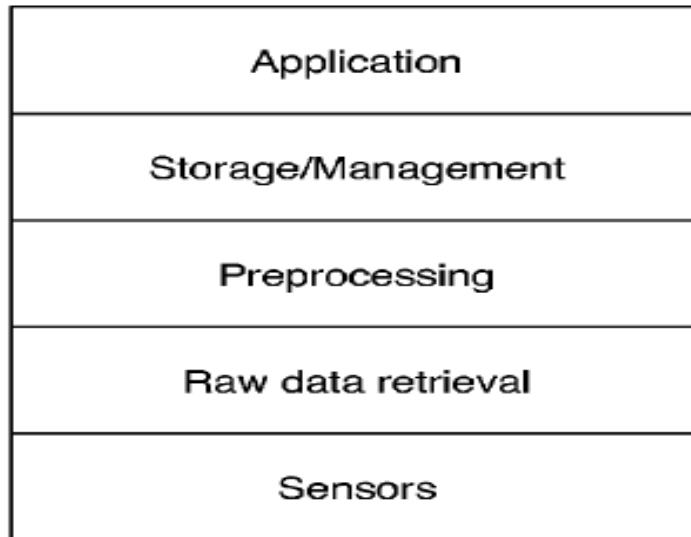 Application
Storage/Management
Preprocessing
Raw data retrieval
Sensors